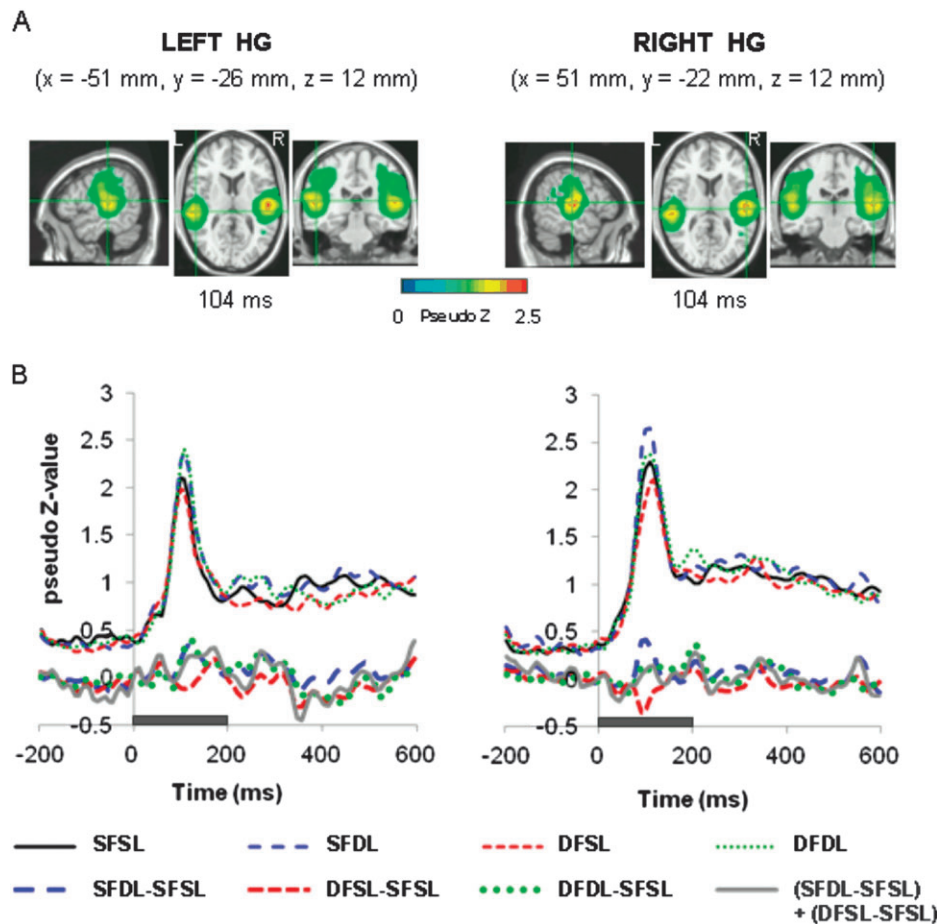 A
LEFT HG
(x = -51 mm, y = -26 mm, z = 12 mm)
RIGHT HG
(x = 51 mm, y = -22 mm, z = 12 mm)
L R
L R
104 ms
104 ms
0 Pseudo Z 2.5
B
pseudo Z-value
3
2.5
2
1.5
1
0.5
0
-0.5
-200 0 200 400 600
Time (ms)
3
2.5
2
1.5
1
0.5
0
-0.5
-200 0 200 400 600
Time (ms)
SFSL SFDL DFSL DFDL
SFDL-SFSL DFSL-SFSL DFDL-SFSL (SFDL-SFSL)
+ (DFSL-SFSL)